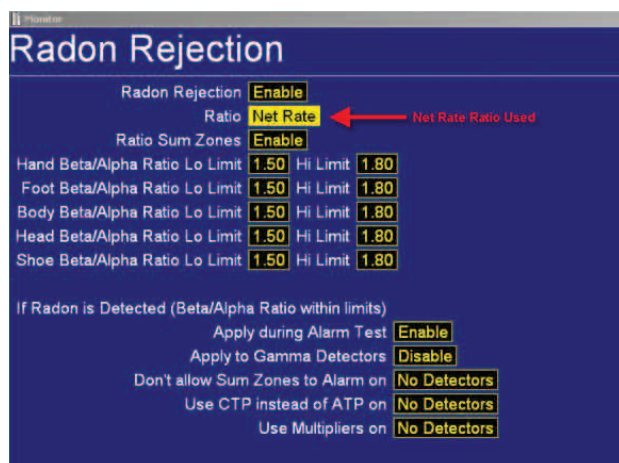 Monitor
Radon Rejection
Radon Rejection Enable
Ratio Net Rate Net Rate Ratio Used
Ratio Sum Zones Enable
Hand Beta/Alpha Ratio Lo Limit 1.50 Hi Limit 1.80
Foot Beta/Alpha Ratio Lo Limit 1.50 Hi Limit 1.80
Body Beta/Alpha Ratio Lo Limit 1.50 Hi Limit 1.80
Head Beta/Alpha Ratio Lo Limit 1.50 Hi Limit 1.80
Shoe Beta/Alpha Ratio Lo Limit 1.50 Hi Limit 1.80
If Radon is Detected (Beta/Alpha Ratio within limits)
Apply during Alarm Test Enable
Apply to Gamma Detectors Disable
Don't allow Sum Zones to Alarm on No Detectors
Use CTP instead of ATP on No Detectors
Use Multipliers on No Detectors